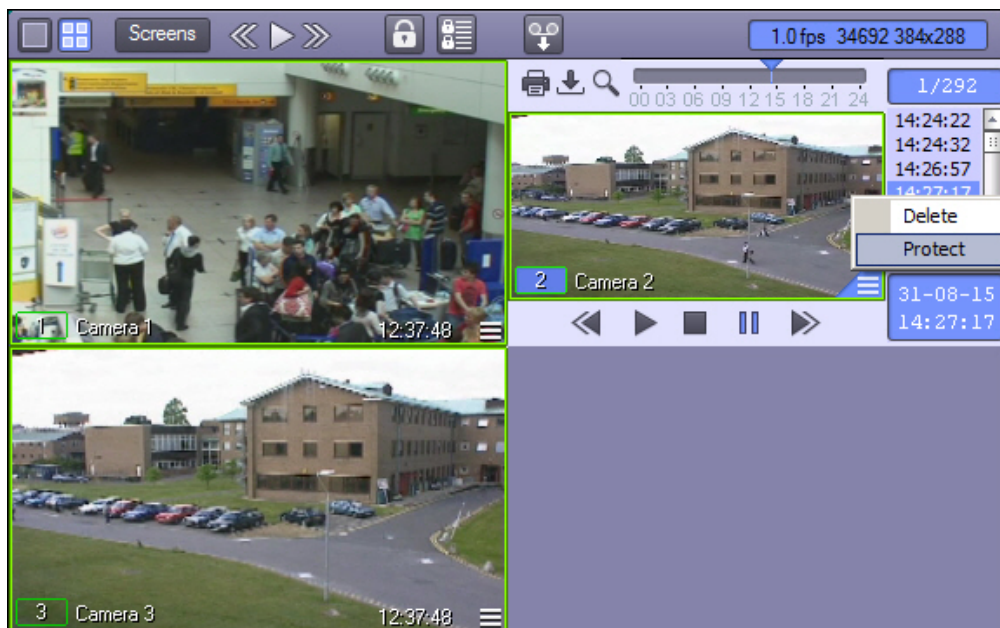 Screens
1.0 fps 34692 384x288
00 03 06 09 12 15 18 21 24
1/292
14:24:22
14:24:32
14:26:57
14:27:17
Delete
Protect
2 Camera 2
31-08-15
14:27:17
1 Camera 1 12:37:48
3 Camera 3 12:37:48